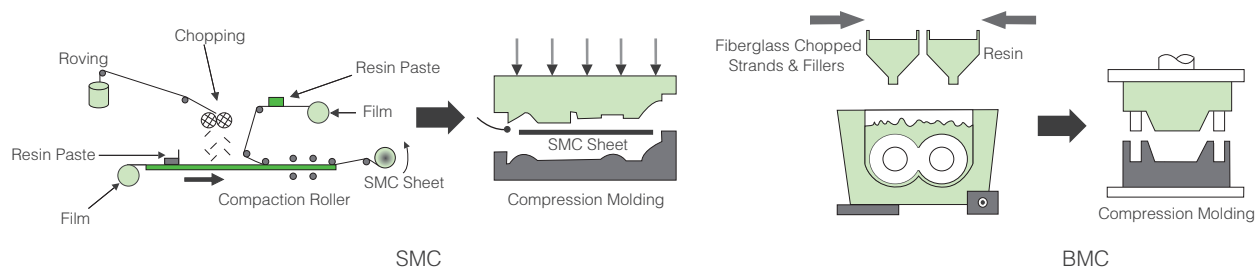 Chopping
Roving
Resin Paste
Film
Resin Paste
Film
Compaction Roller
SMC Sheet
SMC Sheet
Compression Molding
SMC
Fiberglass Chopped
Strands & Fillers
Resin
Compression Molding
BMC